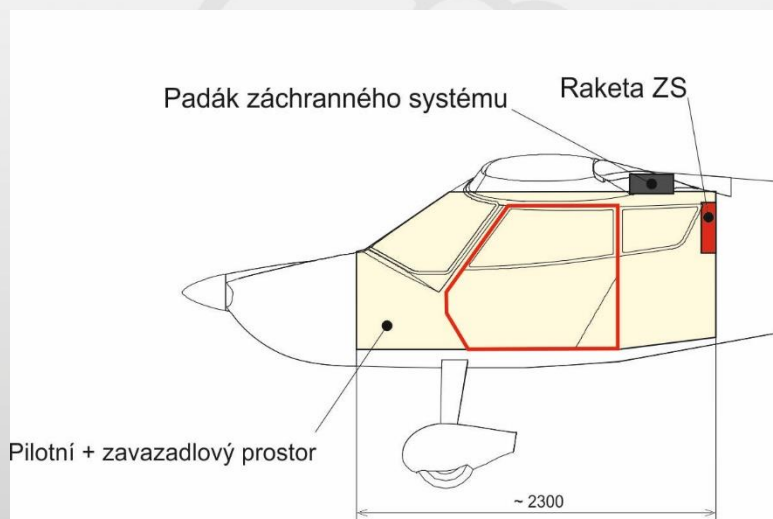 Padák záchranného systému
Raketa ZS
Pilotní + zavazadlový prostor
~ 2300